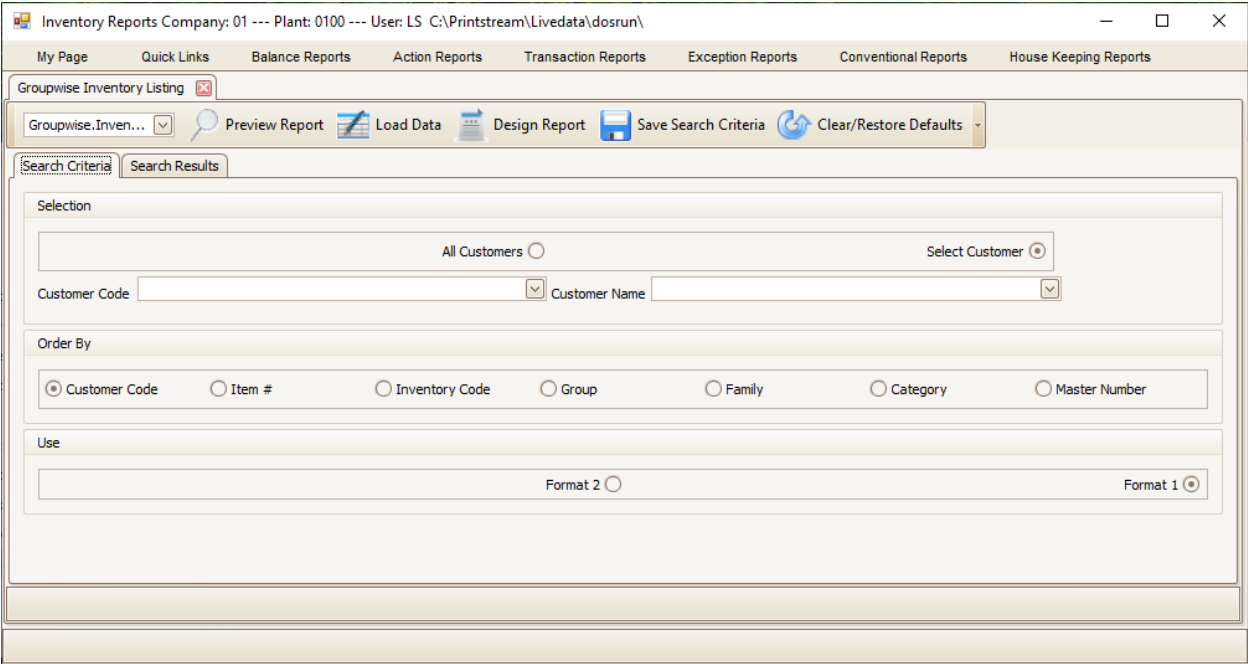 Inventory Reports Company: 01 --- Plant: 0100 --- User: LS C:\Printstream\Livedata\dosrun\
My Page Quick Links Balance Reports Action Reports Transaction Reports Exception Reports Conventional Reports House Keeping Reports
Groupwise Inventory Listing
Groupwise.Inven... Preview Report Load Data Design Report Save Search Criteria Clear/Restore Defaults
Search Criteria Search Results
Selection
All Customers Select Customer
Customer Code Customer Name
Order By
Customer Code Item # Inventory Code Group Family Category Master Number
Use
Format 2 Format 1